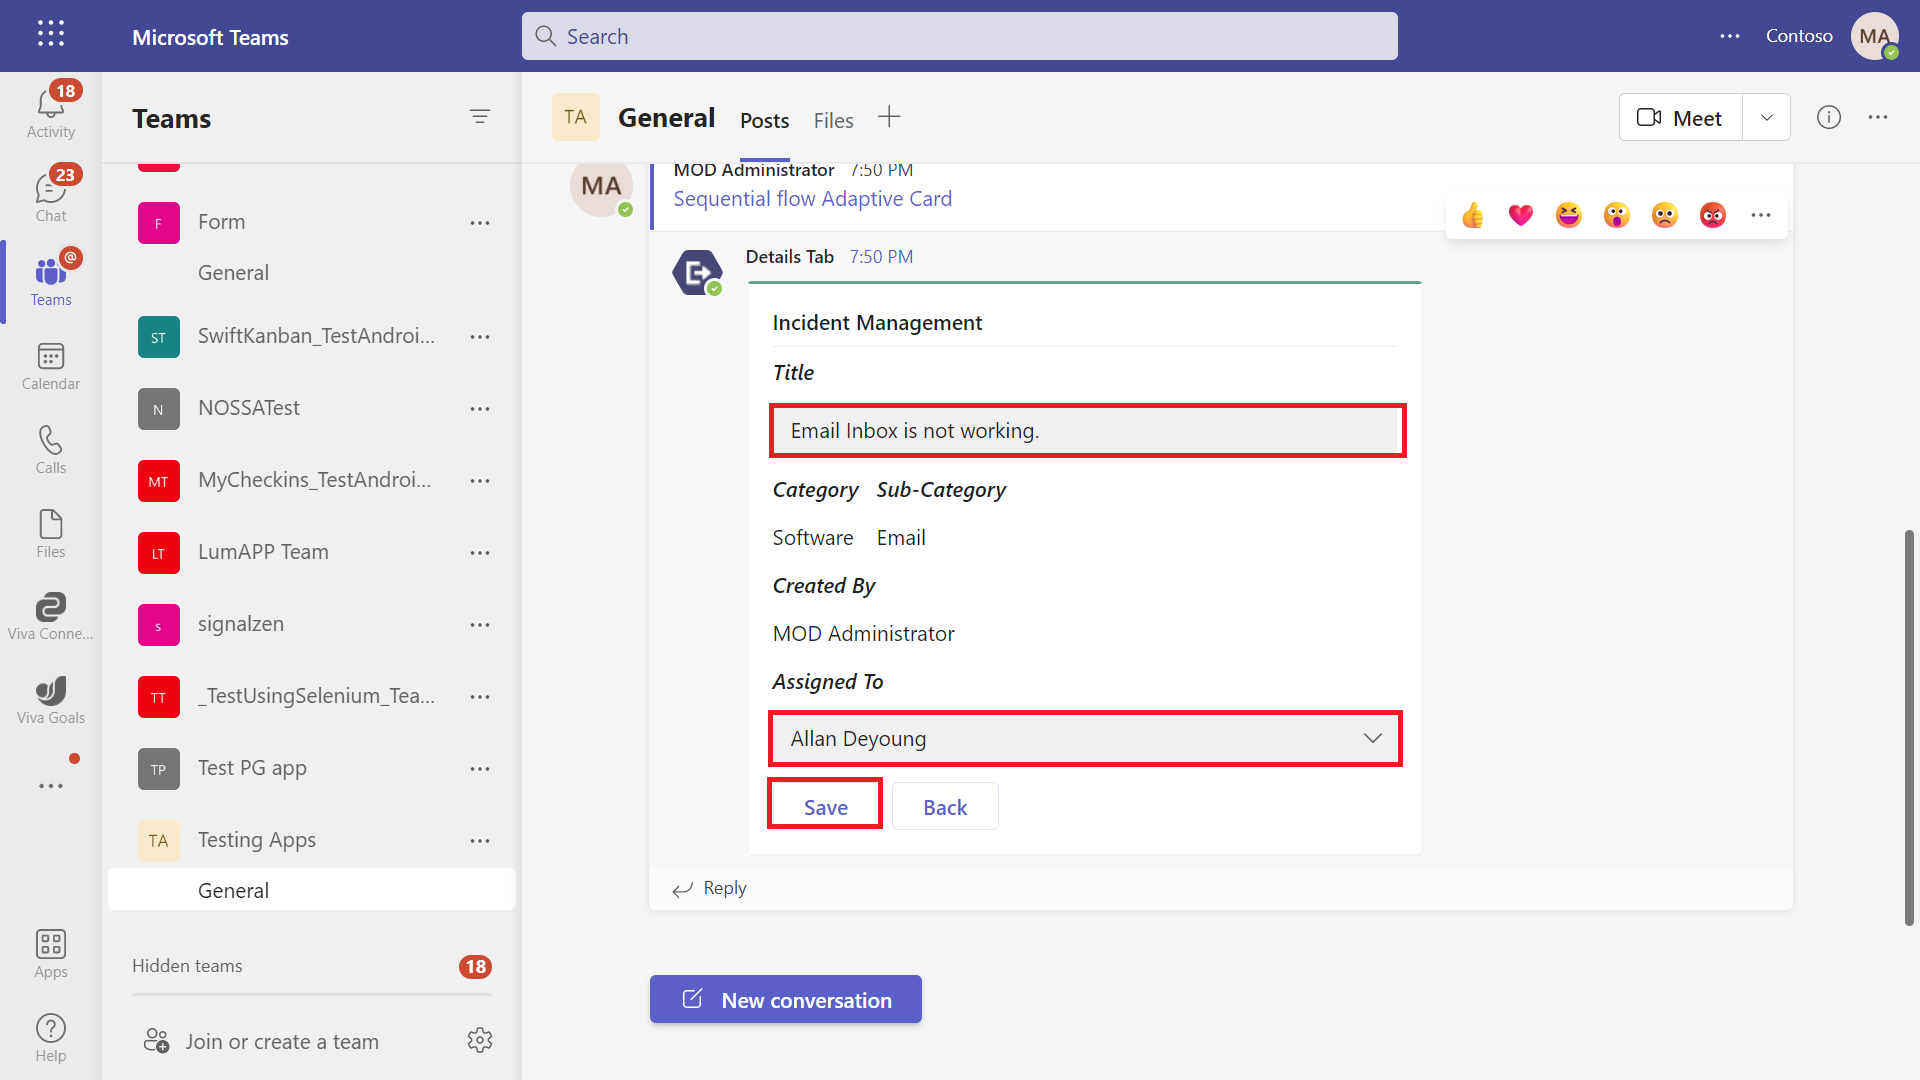 Microsoft Teams
Search
Contoso
MA
18
Activity
23
Chat
@
Teams
Calendar
Calls
Files
Viva Conne...
Viva Goals
Apps
Help
Teams
F
Form
General
ST
SwiftKanban_TestAndroi...
N
NOSSATest
MT
MyCheckins_TestAndroi...
LT
LumAPP Team
s
signalzen
TT
_TestUsingSelenium_Tea...
TP
Test PG app
TA
Testing Apps
General
Hidden teams
18
Join or create a team
TA
General
Posts
Files
Meet
MA
MOD Administrator 7:50 PM
Sequential flow Adaptive Card
Details Tab 7:50 PM
Incident Management
Title
Email Inbox is not working.
Category Sub-Category
Software Email
Created By
MOD Administrator
Assigned To
Allan Deyoung
Save Back
Reply
New conversation